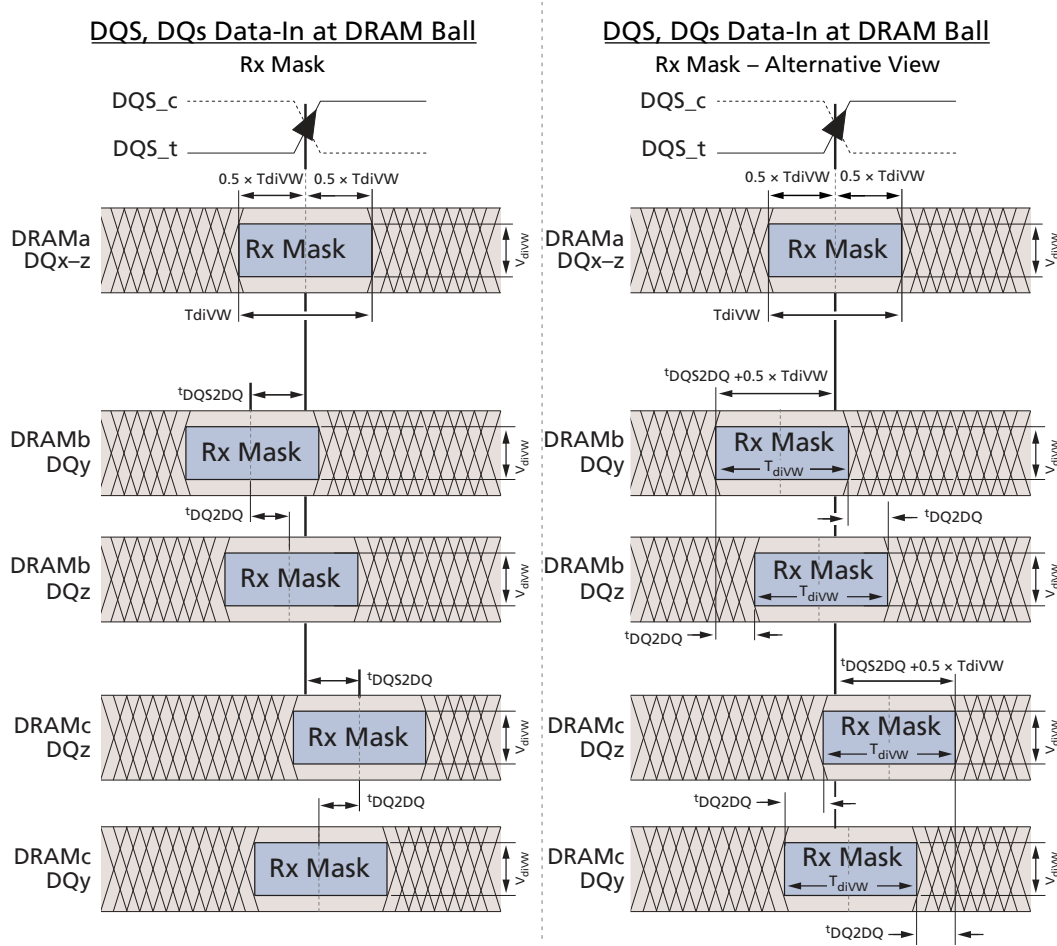 DQS, DQs Data-In at DRAM Ball
Rx Mask
DQS_c
DQS_t
0.5 × TdiVW
0.5 × TdiVW
DRAMa
DQx–z
Rx Mask
VdiVW
TdiVW
tDQS2DQ
DRAMb
DQy
Rx Mask
VdiVW
tDQ2DQ
DRAMb
DQz
Rx Mask
VdiVW
tDQS2DQ
DRAMc
DQz
Rx Mask
VdiVW
tDQ2DQ
DRAMc
DQy
Rx Mask
VdiVW
DQS, DQs Data-In at DRAM Ball
Rx Mask – Alternative View
DQS_c
DQS_t
0.5 × TdiVW
0.5 × TdiVW
DRAMa
DQx–z
Rx Mask
VdiVW
TdiVW
tDQS2DQ +0.5 × TdiVW
DRAMb
DQy
Rx Mask
TdiVW
VdiVW
tDQ2DQ
DRAMb
DQz
Rx Mask
TdiVW
VdiVW
tDQ2DQ
tDQS2DQ +0.5 × TdiVW
DRAMc
DQz
Rx Mask
TdiVW
VdiVW
tDQ2DQ
DRAMc
DQy
Rx Mask
TdiVW
VdiVW
tDQ2DQ